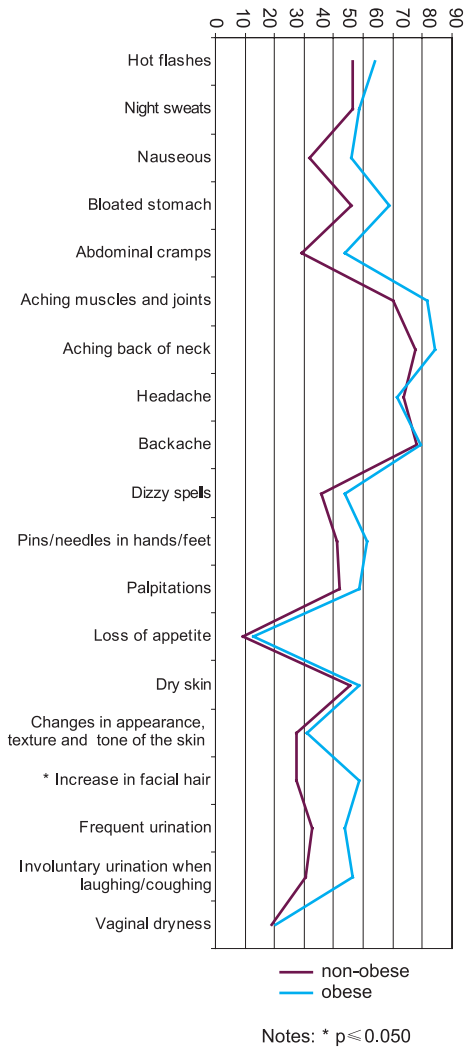 0 10 20 30 40 50 60 70 80 90
Hot flashes
Night sweats
Nauseous
Bloated stomach
Abdominal cramps
Aching muscles and joints
Aching back of neck
Headache
Backache
Dizzy spells
Pins/needles in hands/feet
Palpitations
Loss of appetite
Dry skin
Changes in appearance,
texture and tone of the skin
* Increase in facial hair
Frequent urination
Involuntary urination when
laughing/coughing
Vaginal dryness
non-obese
obese
Notes: * p≤0.050